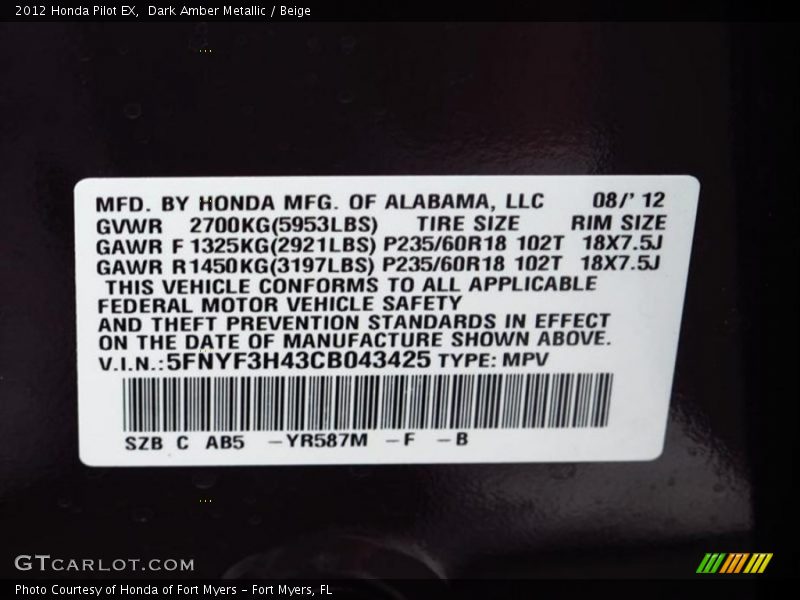 2012 Honda Pilot EX,  Dark Amber Metallic / Beige
MFD. BY HONDA MFG. OF ALABAMA, LLC 08/' 12
GVWR 2700KG(5953LBS) TIRE SIZE RIM SIZE
GAWR F 1325KG(2921LBS) P235/60R18 102T 18X7.5J
GAWR R 1450KG(3197LBS) P235/60R18 102T 18X7.5J
THIS VEHICLE CONFORMS TO ALL APPLICABLE
FEDERAL MOTOR VEHICLE SAFETY
AND THEFT PREVENTION STANDARDS IN EFFECT
ON THE DATE OF MANUFACTURE SHOWN ABOVE.
V.I.N.:5FNYF3H43CB043425 TYPE: MPV
SZB C AB5 -YR587M -F -B
GTCARLOT.COM
Photo Courtesy of Honda of Fort Myers - Fort Myers, FL